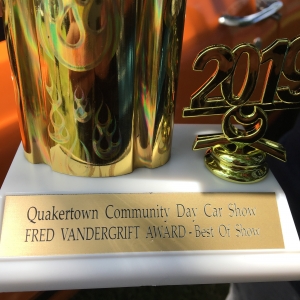 2019
Quakertown Community Day Car Show
FRED VANDERGRIFT AWARD - Best Of Show